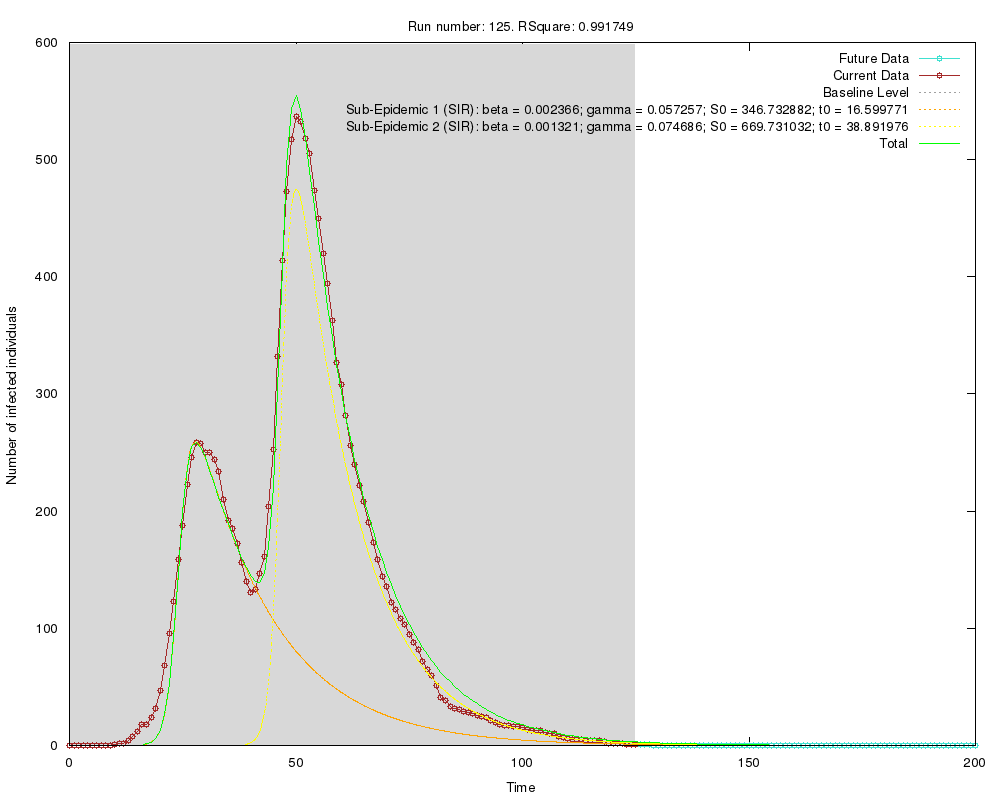 Run number: 125. RSquare: 0.991749
600
500
400
300
200
100
0
0
50
100
150
200
Number of infected individuals
Time
Future Data
Current Data
Baseline Level
Sub-Epidemic 1 (SIR): beta = 0.002366; gamma = 0.057257; S0 = 346.732882; t0 = 16.599771
Sub-Epidemic 2 (SIR): beta = 0.001321; gamma = 0.074686; S0 = 669.731032; t0 = 38.891976
Total